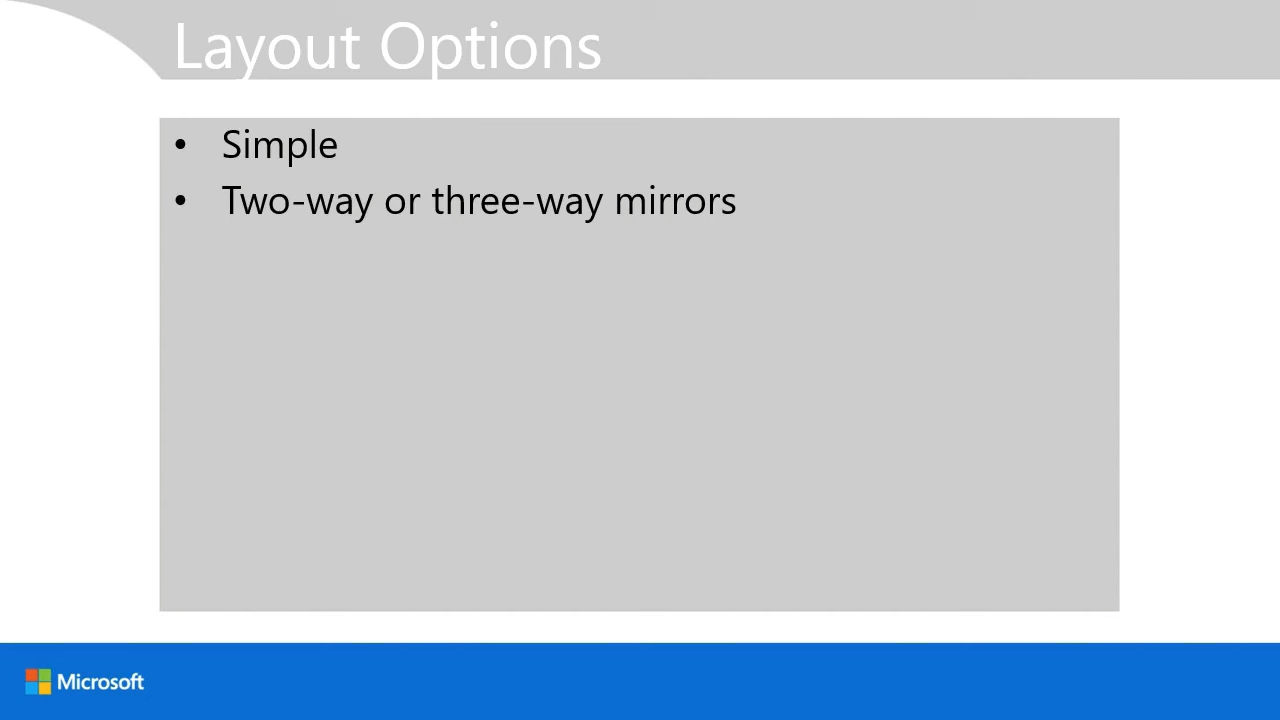 Layout Options
• Simple
• Two-way or three-way mirrors
Microsoft